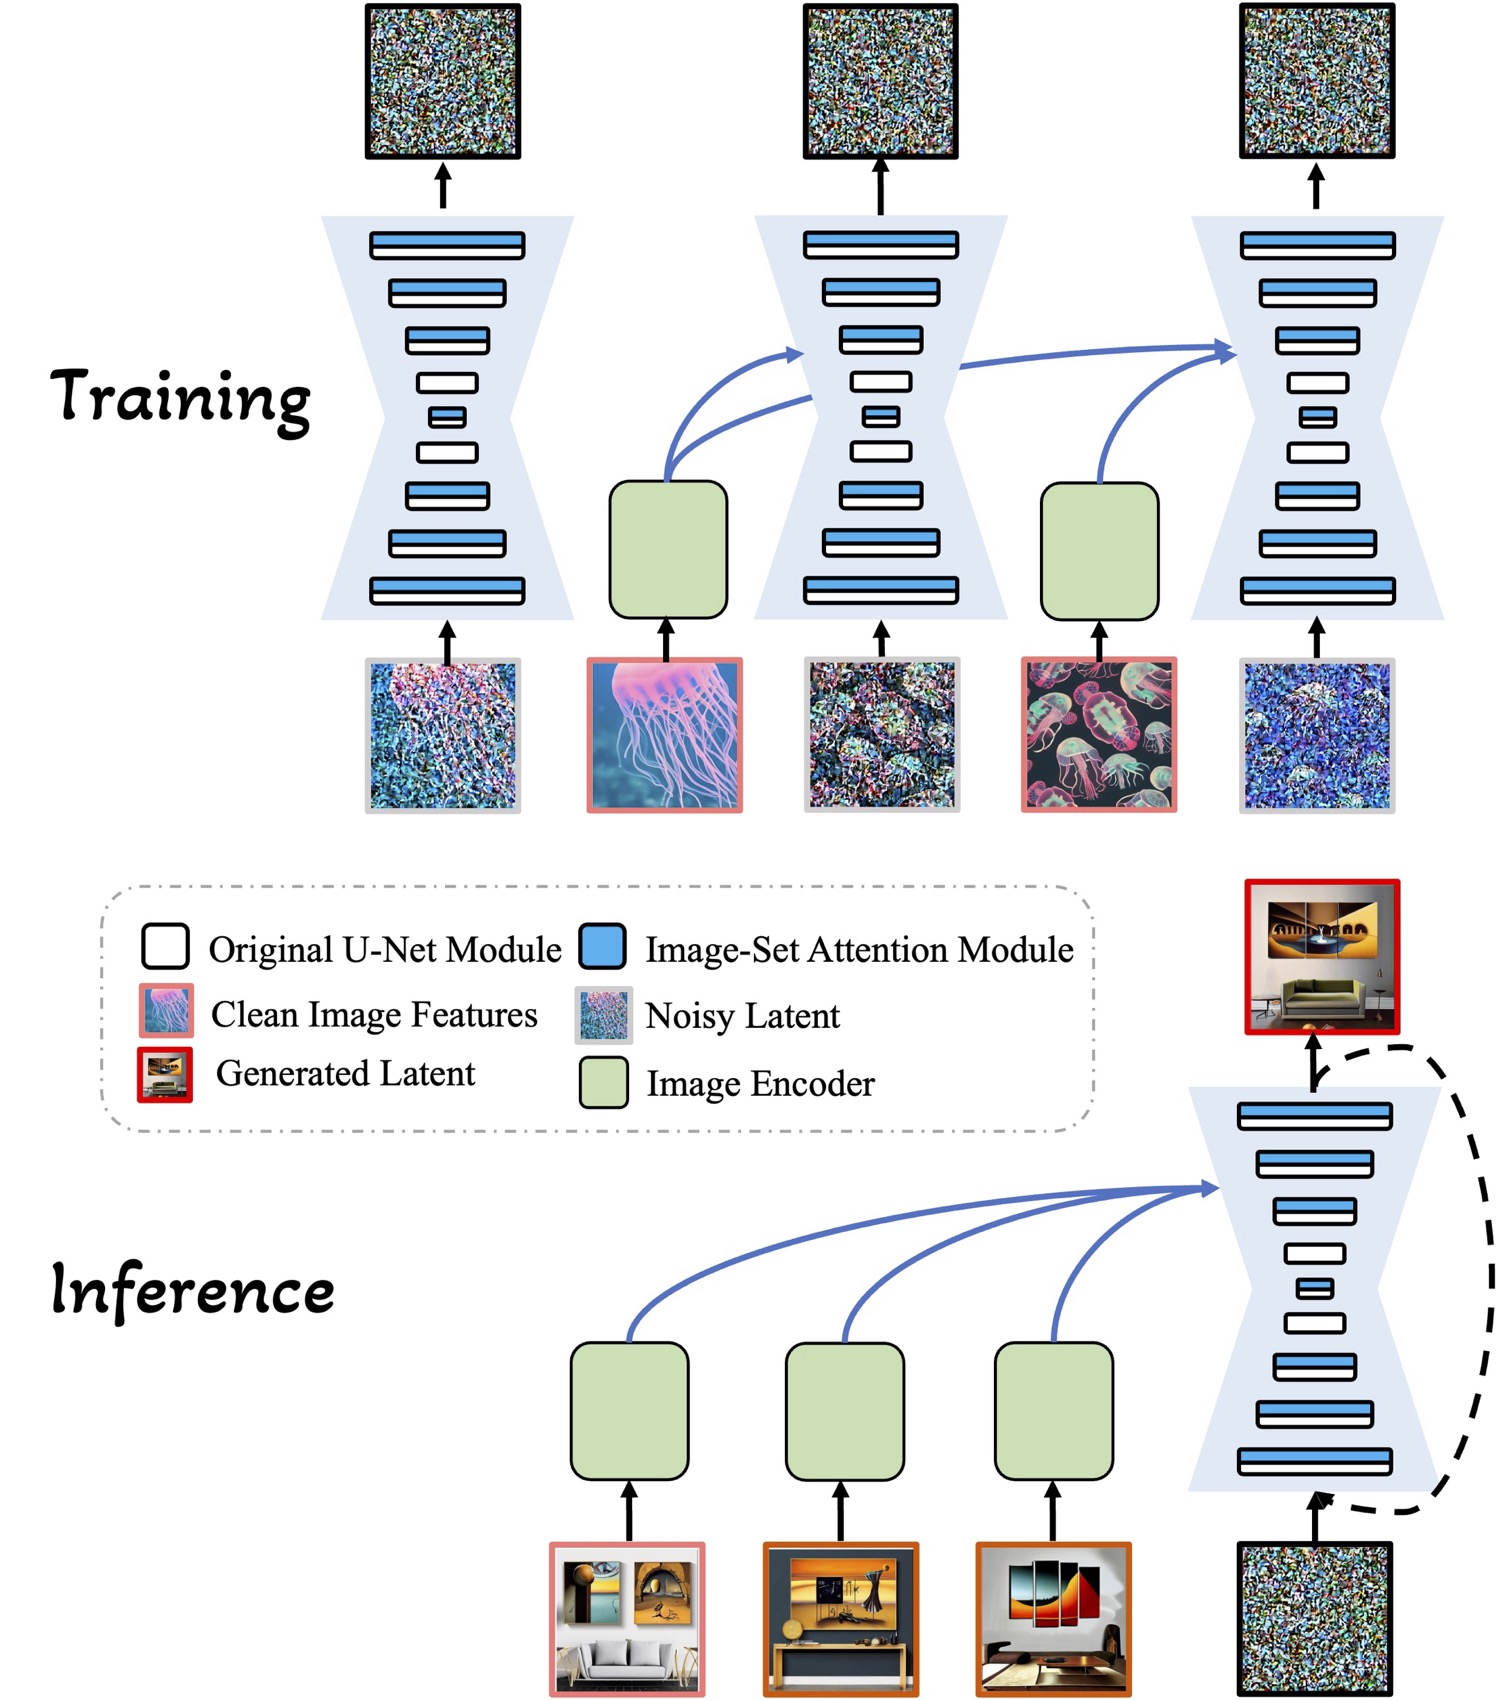 Training
Original U-Net Module
Image-Set Attention Module
Clean Image Features
Noisy Latent
Generated Latent
Image Encoder
Inference